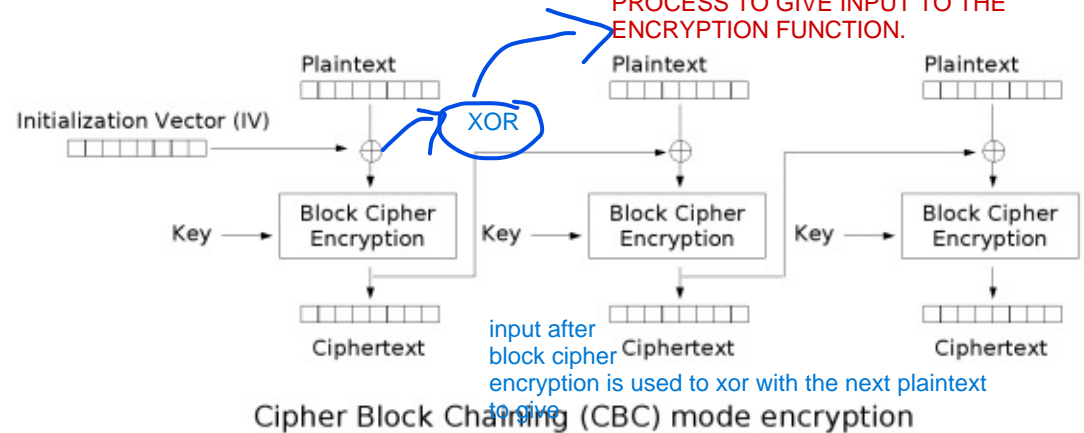 PROCESS TO GIVE INPUT TO THE
ENCRYPTION FUNCTION.
Plaintext
Plaintext
Plaintext
Initialization Vector (IV)
XOR
Key
Block Cipher
Encryption
Key
Block Cipher
Encryption
Key
Block Cipher
Encryption
Ciphertext
Ciphertext
Ciphertext
input after
block cipher
encryption is used to xor with the next plaintext
to give
Cipher Block Chaining (CBC) mode encryption